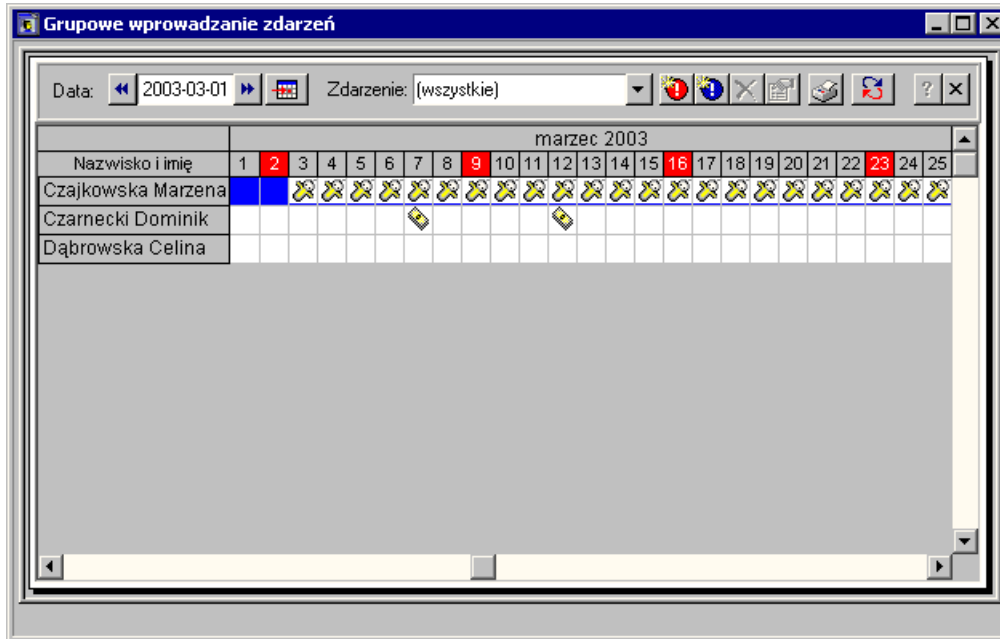 Grupowe wprowadzanie zdarzeń
Data: 2003-03-01 Zdarzenie: (wszystkie)
marzec 2003
Nazwisko i imię 1 2 3 4 5 6 7 8 9 10 11 12 13 14 15 16 17 18 19 20 21 22 23 24 25
Czajkowska Marzena
Czarnecki Dominik
Dąbrowska Celina